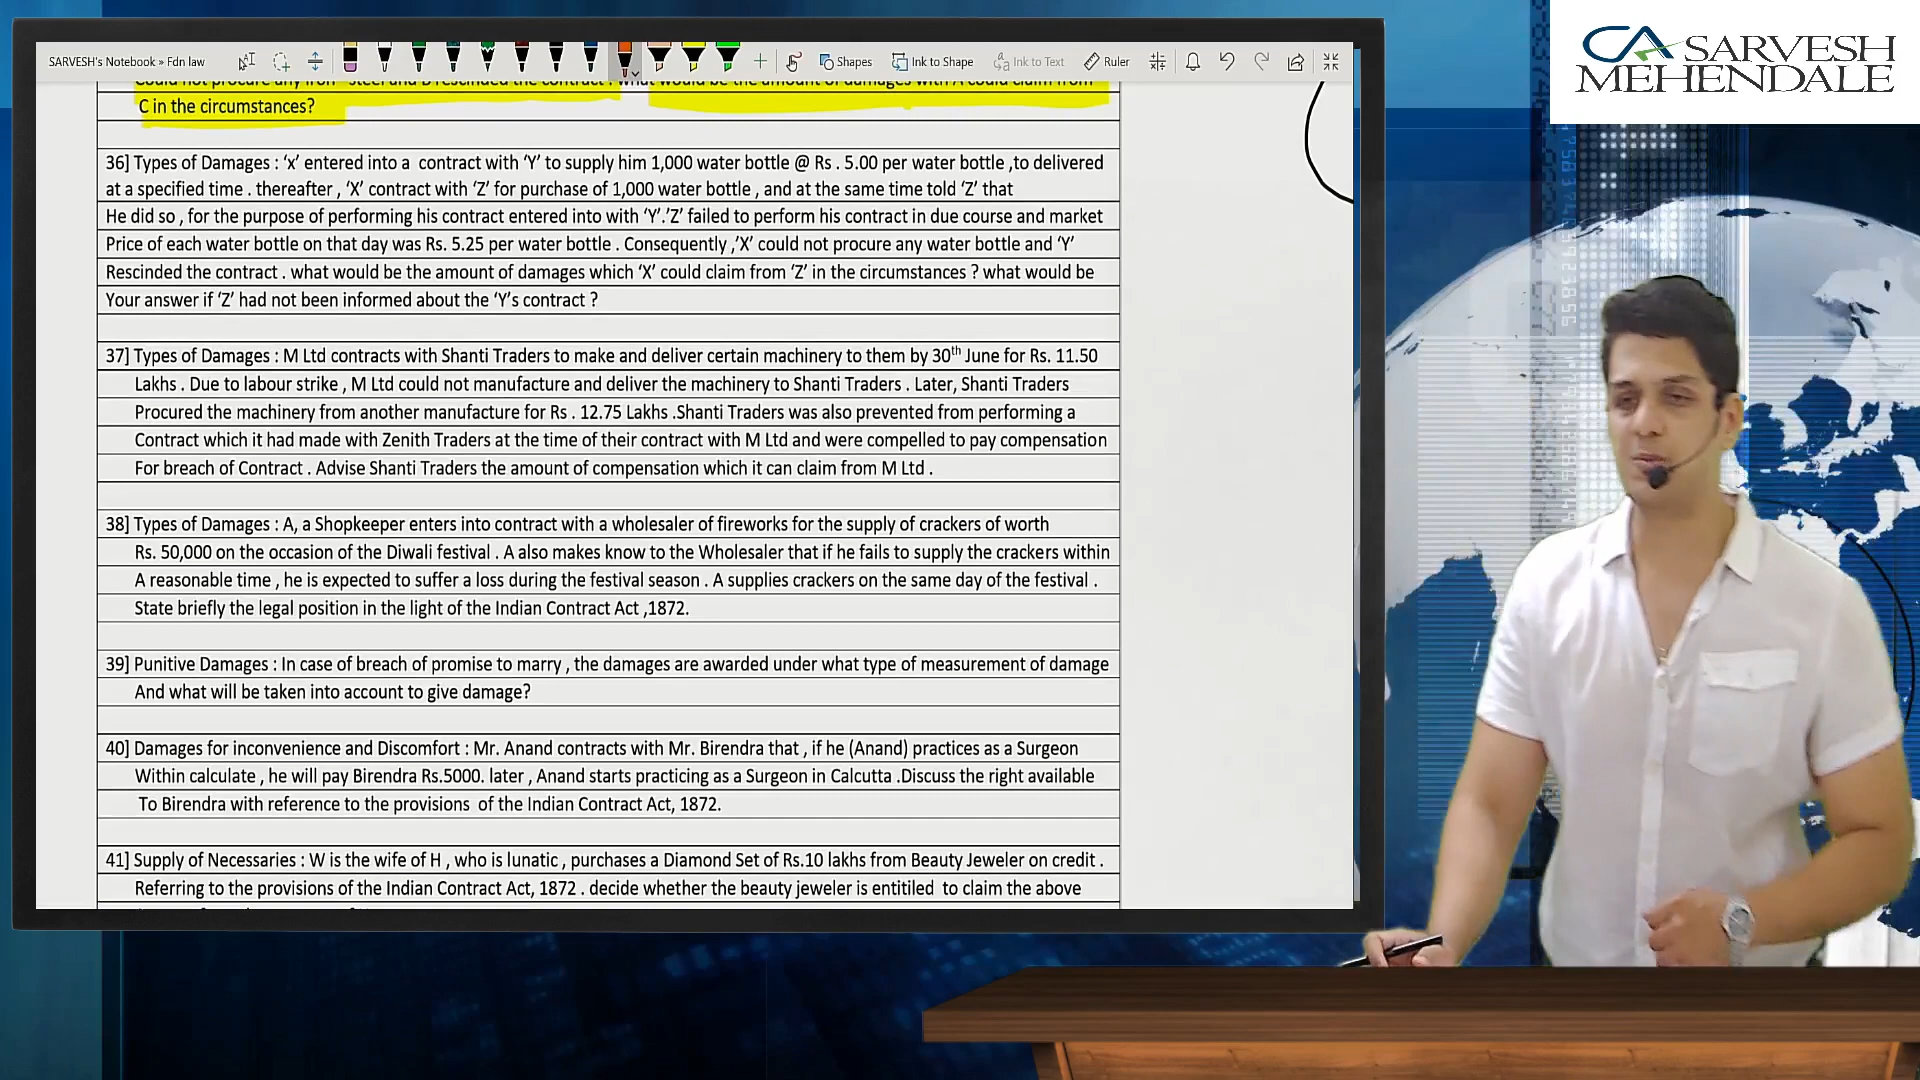 SARVESH's Notebook » Fdn law
Shapes
Ink to Shape
Ink to Text
Ruler
CA SARVESH
MEHENDALE
Could not procure any iron - steel and B rescinded the contract . what would be the amount of damages with A could claim from
C in the circumstances?
36] Types of Damages : ‘x’ entered into a contract with ‘Y’ to supply him 1,000 water bottle @ Rs . 5.00 per water bottle ,to delivered
at a specified time . thereafter , ‘X’ contract with ‘Z’ for purchase of 1,000 water bottle , and at the same time told ‘Z’ that
He did so , for the purpose of performing his contract entered into with ‘Y’.’Z’ failed to perform his contract in due course and market
Price of each water bottle on that day was Rs. 5.25 per water bottle . Consequently ,’X’ could not procure any water bottle and ‘Y’
Rescinded the contract . what would be the amount of damages which ‘X’ could claim from ‘Z’ in the circumstances ? what would be
Your answer if ‘Z’ had not been informed about the ‘Y’s contract ?
37] Types of Damages : M Ltd contracts with Shanti Traders to make and deliver certain machinery to them by 30th June for Rs. 11.50
Lakhs . Due to labour strike , M Ltd could not manufacture and deliver the machinery to Shanti Traders . Later, Shanti Traders
Procured the machinery from another manufacture for Rs . 12.75 Lakhs .Shanti Traders was also prevented from performing a
Contract which it had made with Zenith Traders at the time of their contract with M Ltd and were compelled to pay compensation
For breach of Contract . Advise Shanti Traders the amount of compensation which it can claim from M Ltd .
38] Types of Damages : A, a Shopkeeper enters into contract with a wholesaler of fireworks for the supply of crackers of worth
Rs. 50,000 on the occasion of the Diwali festival . A also makes know to the Wholesaler that if he fails to supply the crackers within
A reasonable time , he is expected to suffer a loss during the festival season . A supplies crackers on the same day of the festival .
State briefly the legal position in the light of the Indian Contract Act ,1872.
39] Punitive Damages : In case of breach of promise to marry , the damages are awarded under what type of measurement of damage
And what will be taken into account to give damage?
40] Damages for inconvenience and Discomfort : Mr. Anand contracts with Mr. Birendra that , if he (Anand) practices as a Surgeon
Within calculate , he will pay Birendra Rs.5000. later , Anand starts practicing as a Surgeon in Calcutta .Discuss the right available
To Birendra with reference to the provisions of the Indian Contract Act, 1872.
41] Supply of Necessaries : W is the wife of H , who is lunatic , purchases a Diamond Set of Rs.10 lakhs from Beauty Jeweler on credit .
Referring to the provisions of the Indian Contract Act, 1872 . decide whether the beauty jeweler is entitiled to claim the above